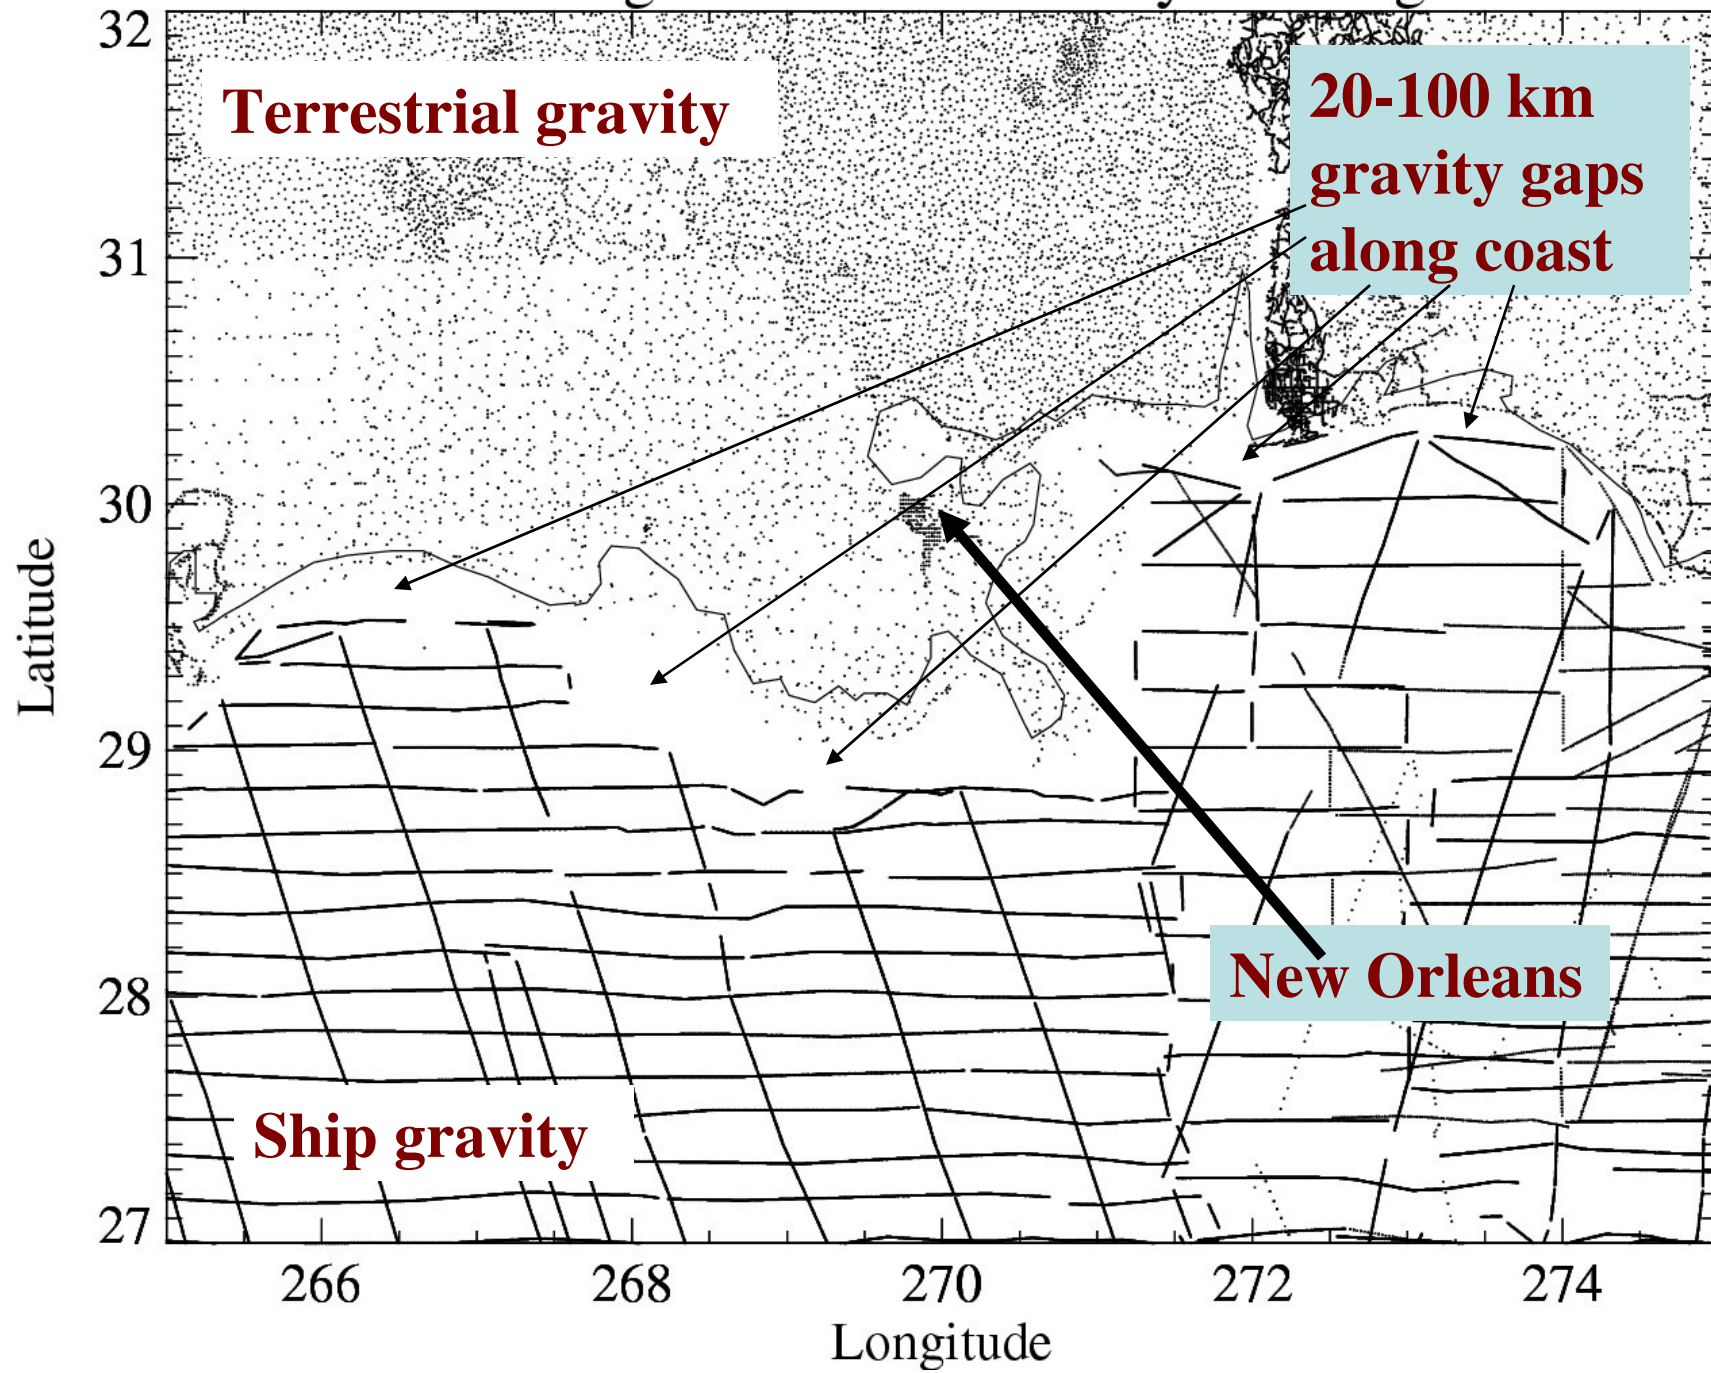 32
Terrestrial gravity
20-100 km
gravity gaps
along coast
31
30
Latitude
29
New Orleans
28
Ship gravity
27
266 268 270 272 274
Longitude